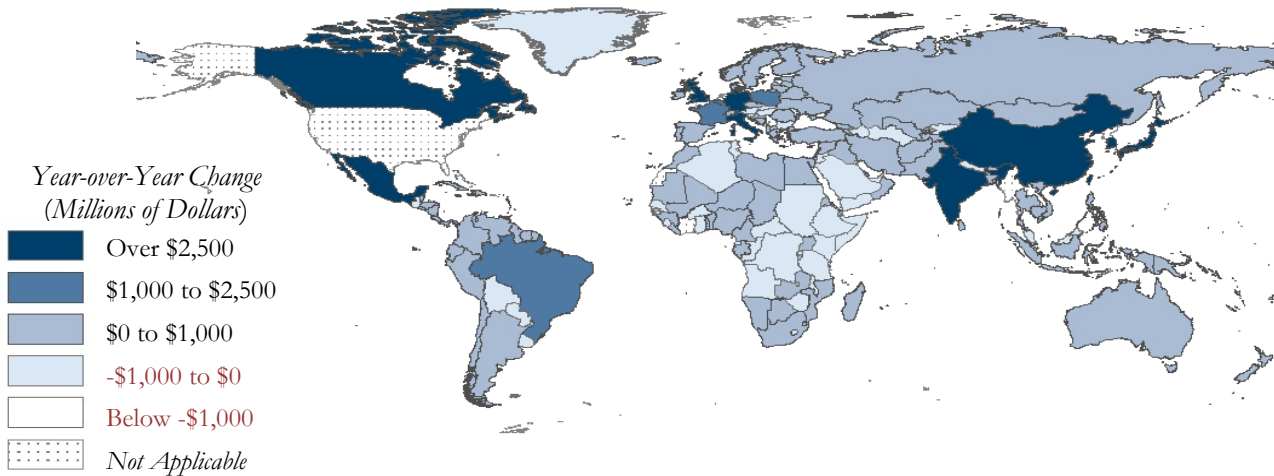 Year-over-Year Change
(Millions of Dollars)
Over $2,500
$1,000 to $2,500
$0 to $1,000
-$1,000 to $0
Below -$1,000
Not Applicable